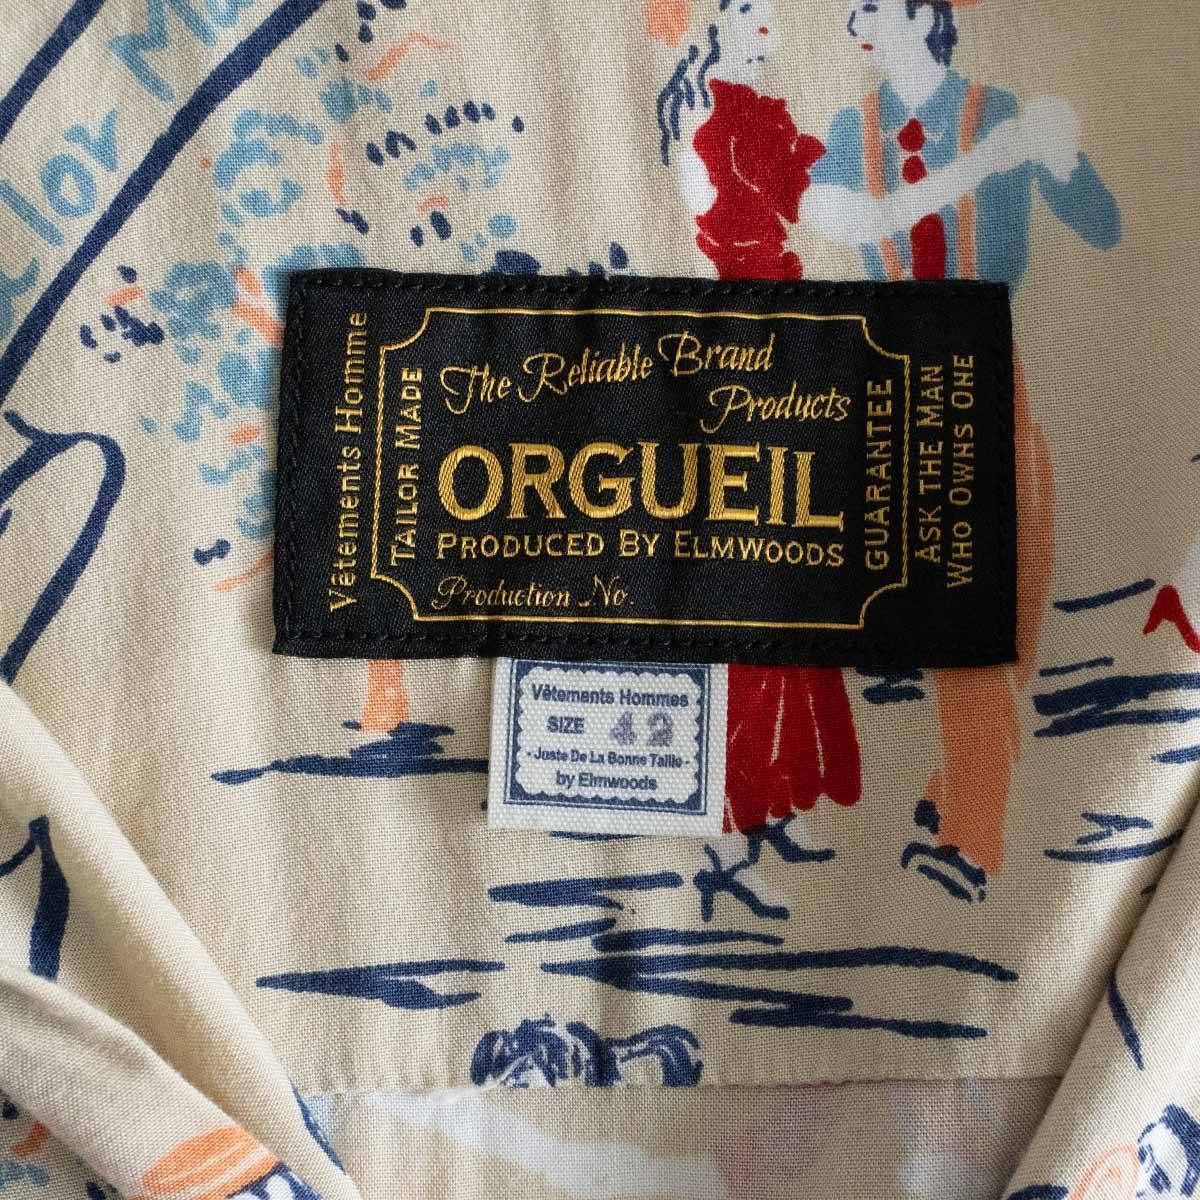 Vêtements Homme
TAILOR MADE
The Reliable Brand
Products
ORGUEIL
PRODUCED BY ELMWOODS
Production No.
GUARANTEE
ASK THE MAN
WHO OWNS ONE
Vêtements Hommes
SIZE 42
- Juste De La Bonne Taille -
by Elmwoods